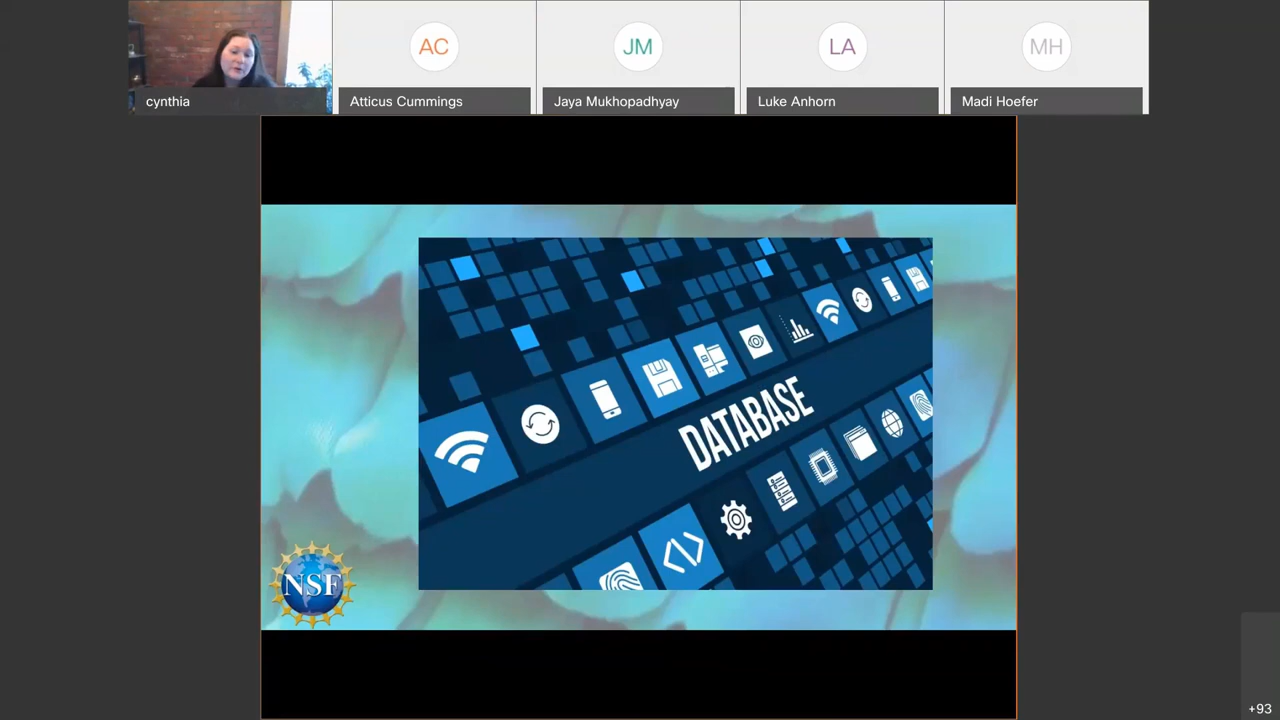 AC
JM
LA
MH
cynthia
Atticus Cummings
Jaya Mukhopadhyay
Luke Anhorn
Madi Hoefer
DATABASE
NSF
+93